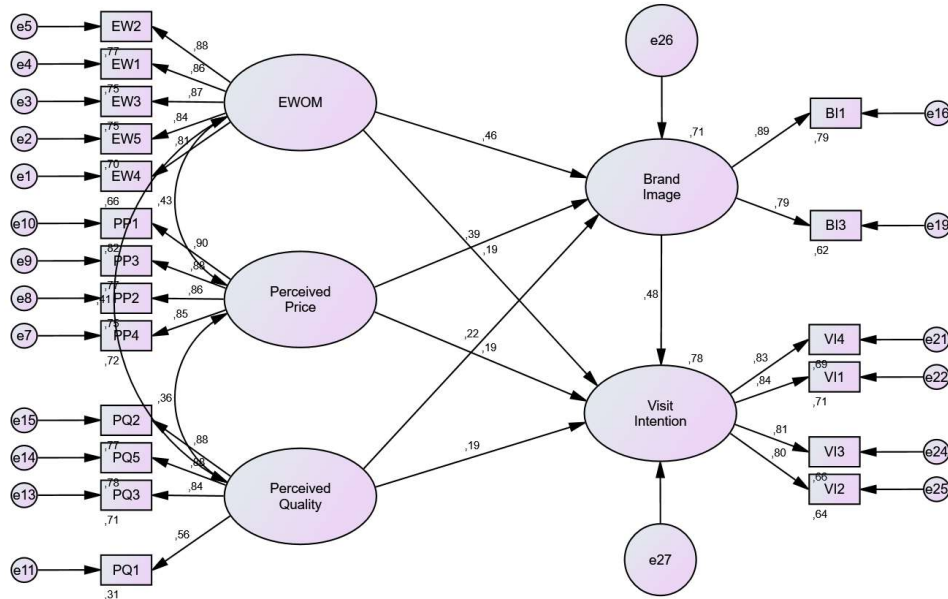 e5
EW2
,88
,77
e4
EW1
,86
,75
e3
EW3
,87
,75
e2
EW5
,84
,70
e1
EW4
,81
,66
EWOM
,43
,41
e10
PP1
,90
,82
e9
PP3
,88
,77
e8
PP2
,86
,75
e7
PP4
,85
,72
Perceived
Price
,36
e15
PQ2
,88
,77
e14
PQ5
,88
,78
e13
PQ3
,84
,71
e11
PQ1
,56
,31
Perceived
Quality
,46
,39
,19
,22
,19
,19
,48
e26
,71
Brand
Image
,89
BI1
,79
e16
,79
BI3
,62
e19
,78
Visit
Intention
,83
VI4
,69
e21
,84
VI1
,71
e22
,81
VI3
,66
e24
,80
VI2
,64
e25
e27